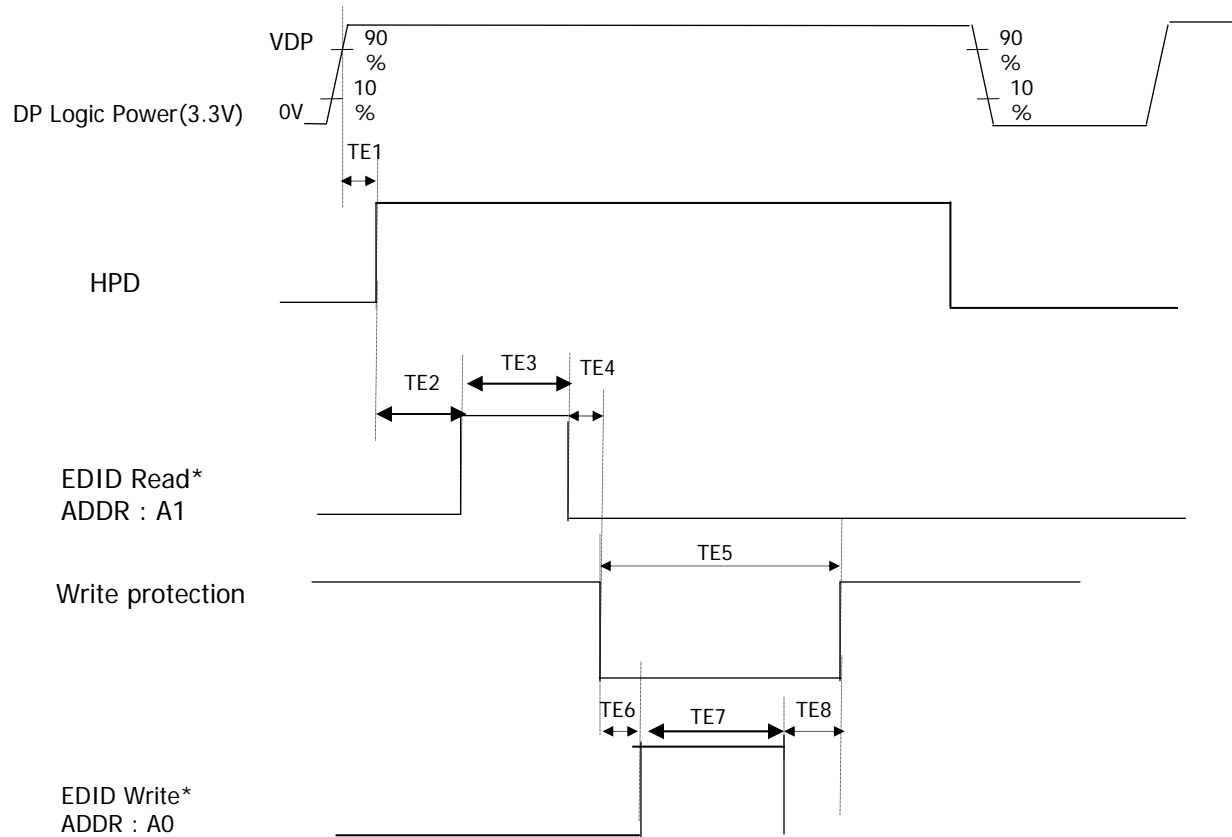 VDP
90
%
90
%
10
%
10
%
DP Logic Power(3.3V)
0V
TE1
HPD
TE2
TE3
TE4
EDID Read*
ADDR : A1
TE5
Write protection
TE6
TE7
TE8
EDID Write*
ADDR : A0